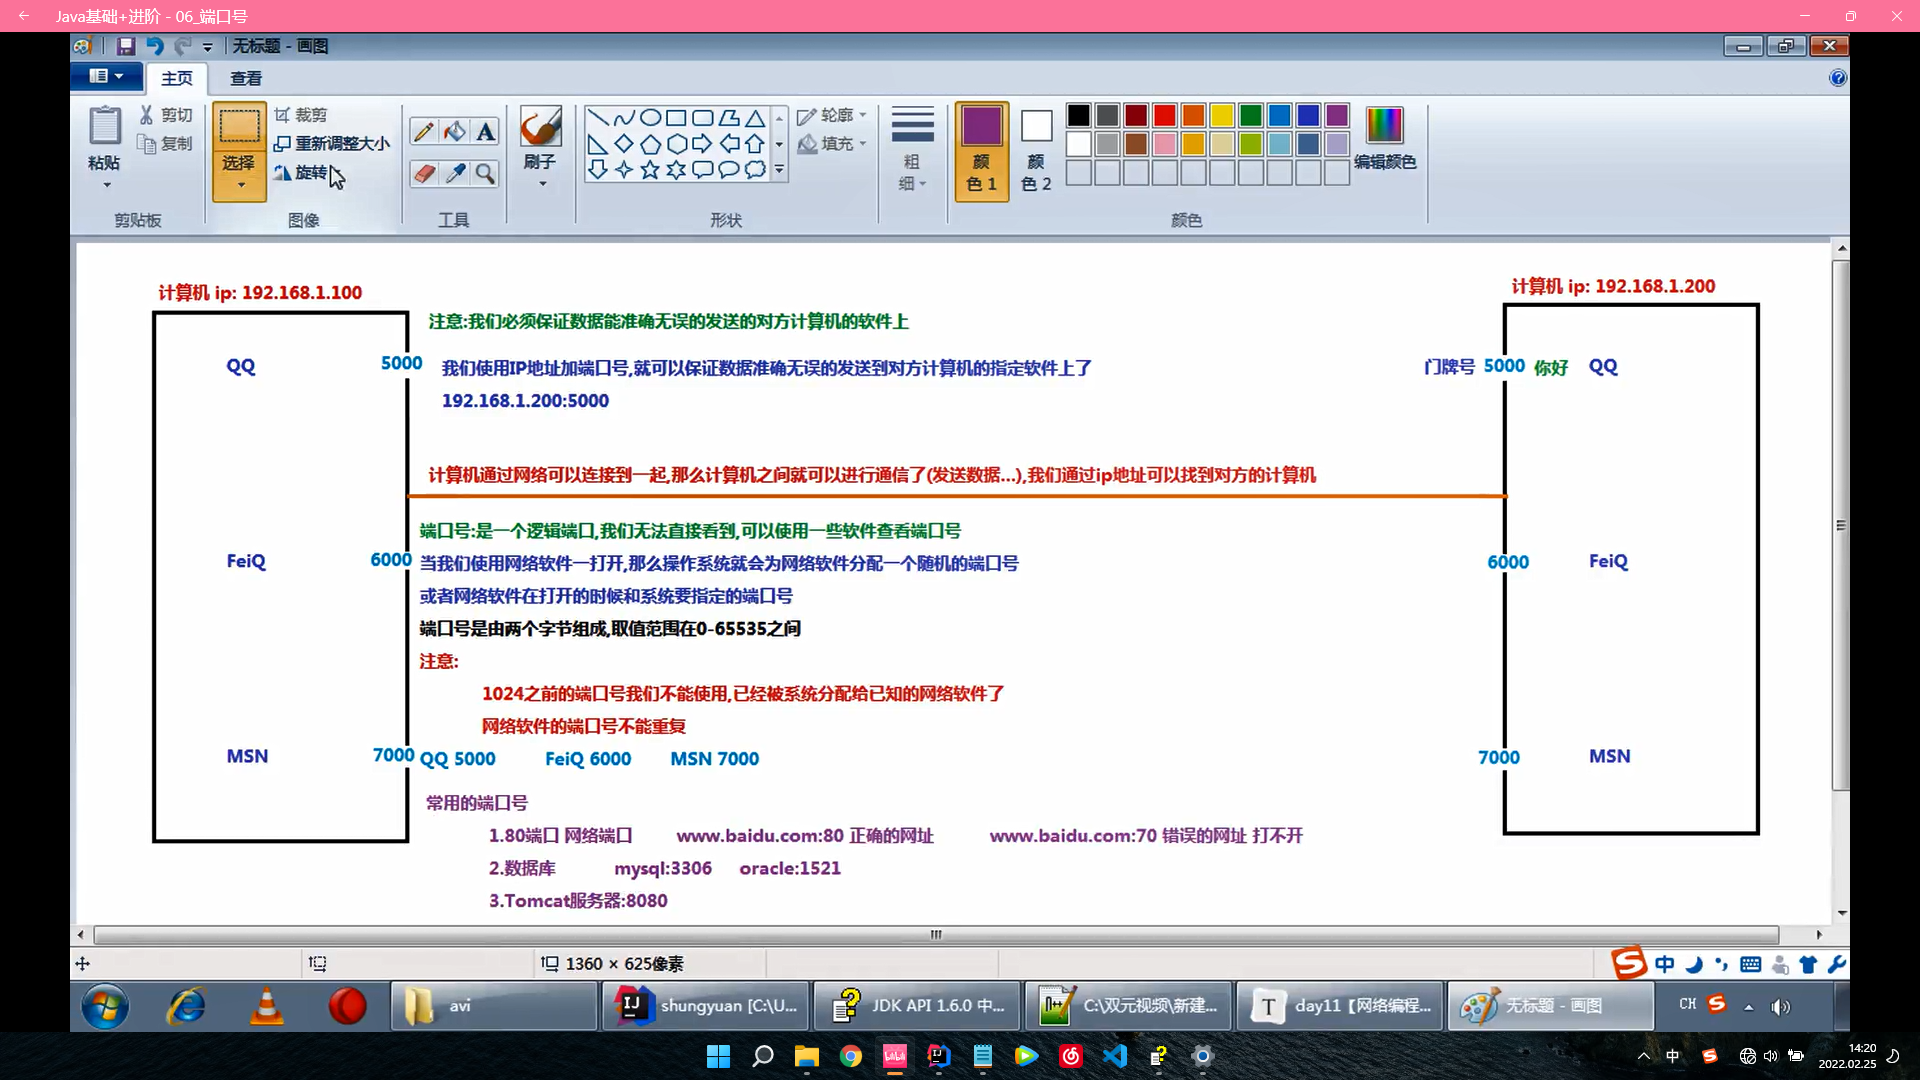 Java基础+进阶 - 06_端口号
无标题 - 画图
主页
查看
粘贴
剪切
复制
剪贴板
选择
裁剪
重新调整大小
旋转
图像
A
工具
刷子
形状
轮廓
填充
粗
细
颜
色 1
颜
色 2
编辑颜色
颜色
计算机 ip: 192.168.1.100
计算机 ip: 192.168.1.200
注意:我们必须保证数据能准确无误的发送的对方计算机的软件上
QQ
5000
我们使用IP地址加端口号,就可以保证数据准确无误的发送到对方计算机的指定软件上了
门牌号 5000 你好 QQ
192.168.1.200:5000
计算机通过网络可以连接到一起,那么计算机之间就可以进行通信了(发送数据...),我们通过ip地址可以找到对方的计算机
端口号:是一个逻辑端口,我们无法直接看到,可以使用一些软件查看端口号
FeiQ
6000
当我们使用网络软件一打开,那么操作系统就会为网络软件分配一个随机的端口号
6000
FeiQ
或者网络软件在打开的时候和系统要指定的端口号
端口号是由两个字节组成,取值范围在0-65535之间
注意:
1024之前的端口号我们不能使用,已经被系统分配给已知的网络软件了
网络软件的端口号不能重复
MSN
7000
QQ 5000 FeiQ 6000 MSN 7000
7000
MSN
常用的端口号
1.80端口 网络端口 www.baidu.com:80 正确的网址 www.baidu.com:70 错误的网址 打不开
2.数据库 mysql:3306 oracle:1521
3.Tomcat服务器:8080
1360 × 625像素
中
avi
shungyuan [C:\U...
JDK API 1.6.0 中...
C:\双元视频\新建...
day11【网络编程...
无标题 - 画图
CH
中
14:20
2022.02.25